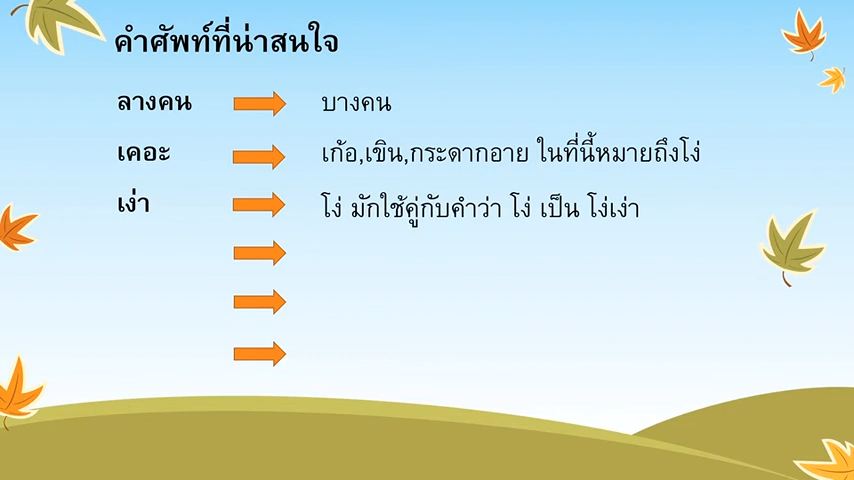 คำศัพท์ที่น่าสนใจ
ลางคน บางคน
เคอะ เก้อ,เขิน,กระดากอาย ในที่นี้หมายถึงโง่
เง่า โง่ มักใช้คู่กับคำว่า โง่ เป็น โง่เง่า